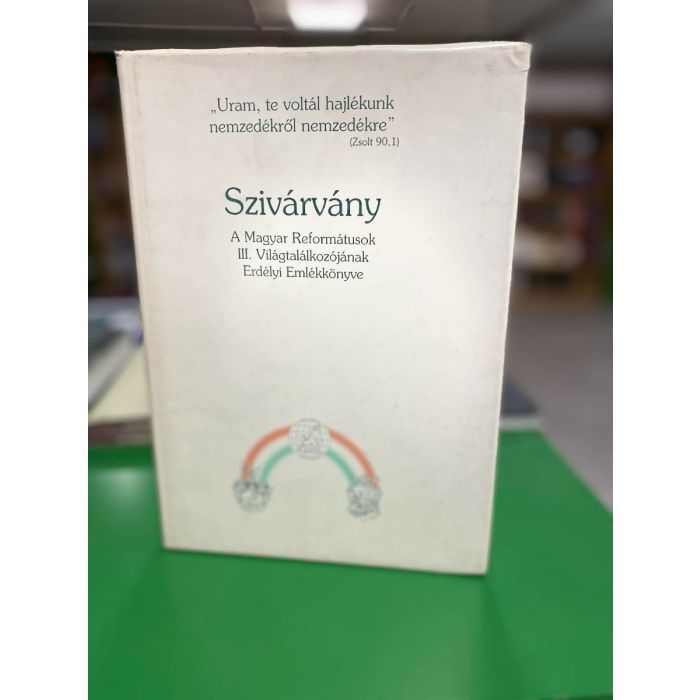 „Uram, te voltál hajlékunk
nemzedékről nemzedékre”
(Zsolt 90,1)
Szivárvány
A Magyar Reformátusok
III. Világtalálkozójának
Erdélyi Emlékkönyve